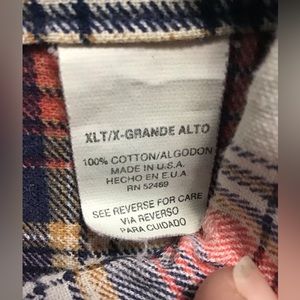 XLT/X-GRANDE ALTO
100% COTTON/ALGODON
MADE IN U.S.A.
HECHO EN E.U.A
RN 52469
SEE REVERSE FOR CARE
VIA REVERSO
PARA CUIDADO